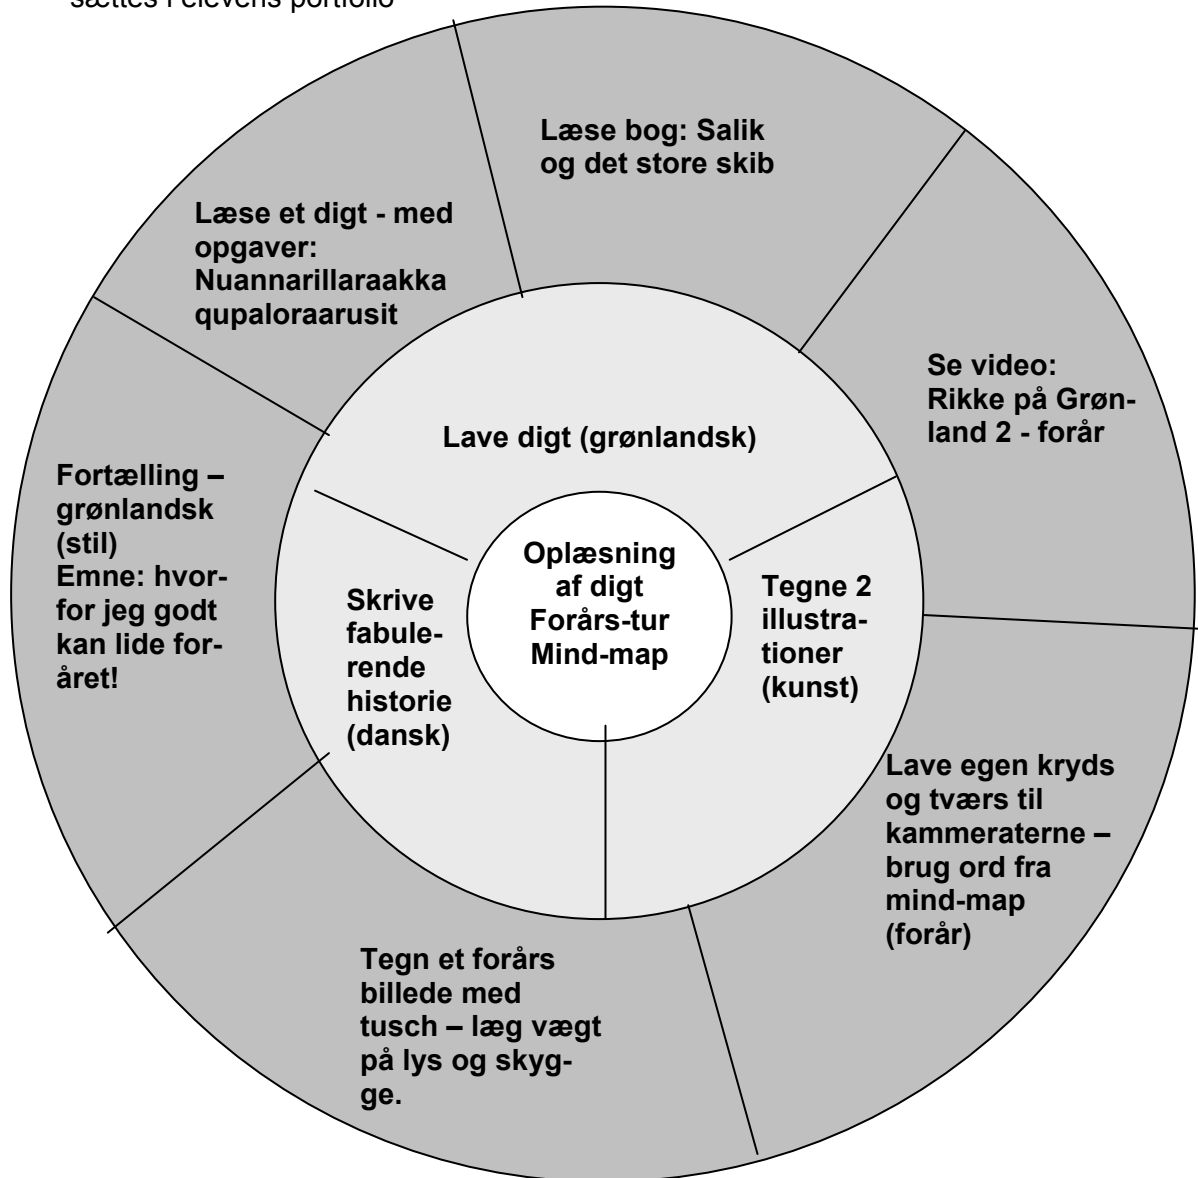 sættes i elevens portfolio
Læse bog: Salik
og det store skib
Læse et digt - med
opgaver:
Nuannarillaraakka
qupaloraarusit
Se video:
Rikke på Grøn-
land 2 - forår
Lave digt (grønlandsk)
Fortælling –
grønlandsk
(stil)
Emne: hvor-
for jeg godt
kan lide for-
året!
Oplæsning
af digt
Forårs-tur
Mind-map
Tegne 2
illustra-
tioner
(kunst)
Skrive
fabule-
rende
historie
(dansk)
Lave egen kryds
og tværs til
kammeraterne –
brug ord fra
mind-map
(forår)
Tegn et forårs
billede med
tusch – læg vægt
på lys og skyg-
ge.